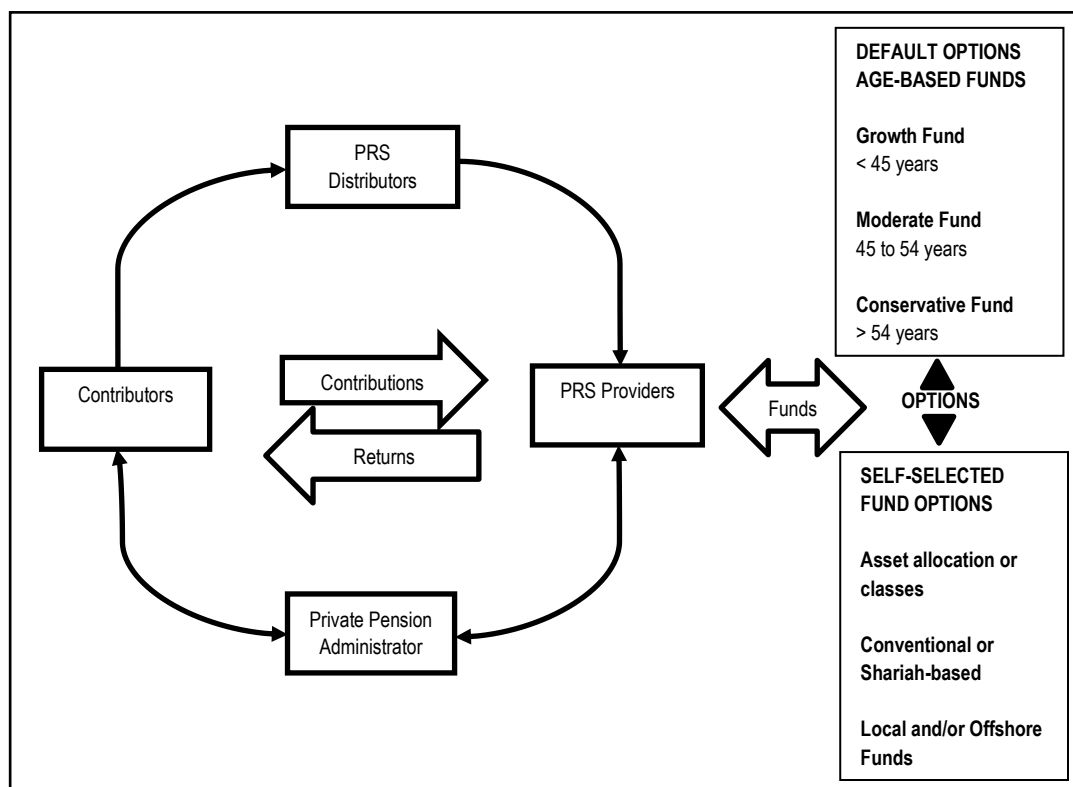 PRS
Distributors
Contributors
Contributions
Returns
PRS Providers
Private Pension
Administrator
Funds
DEFAULT OPTIONS
AGE-BASED FUNDS
Growth Fund
< 45 years
Moderate Fund
45 to 54 years
Conservative Fund
> 54 years
OPTIONS
SELF-SELECTED
FUND OPTIONS
Asset allocation or
classes
Conventional or
Shariah-based
Local and/or Offshore
Funds